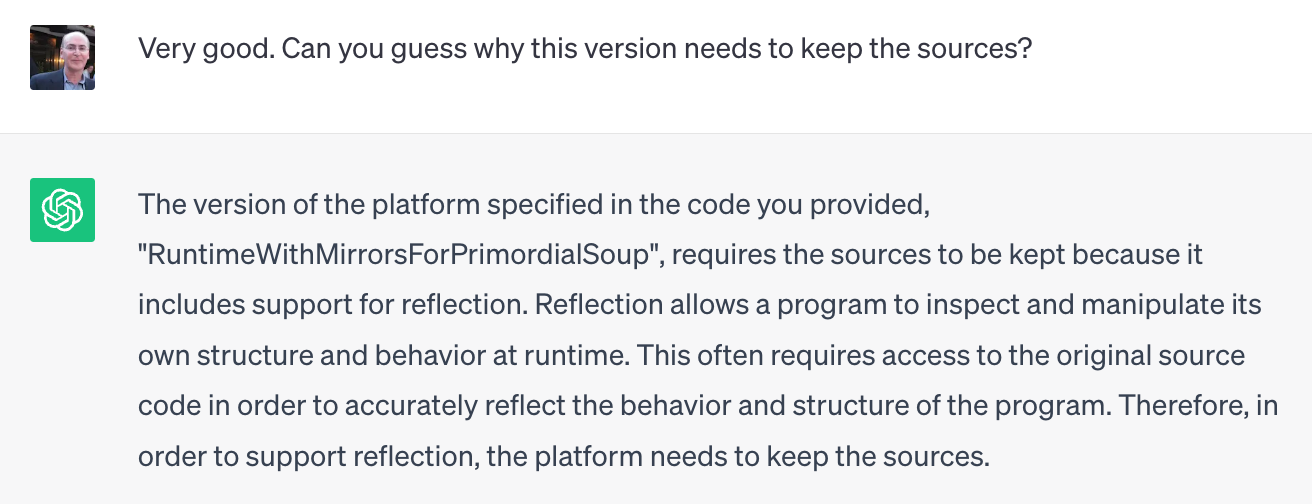 Very good. Can you guess why this version needs to keep the sources?
The version of the platform specified in the code you provided,
"RuntimeWithMirrorsForPrimordialSoup", requires the sources to be kept because it
includes support for reflection. Reflection allows a program to inspect and manipulate its
own structure and behavior at runtime. This often requires access to the original source
code in order to accurately reflect the behavior and structure of the program. Therefore, in
order to support reflection, the platform needs to keep the sources.